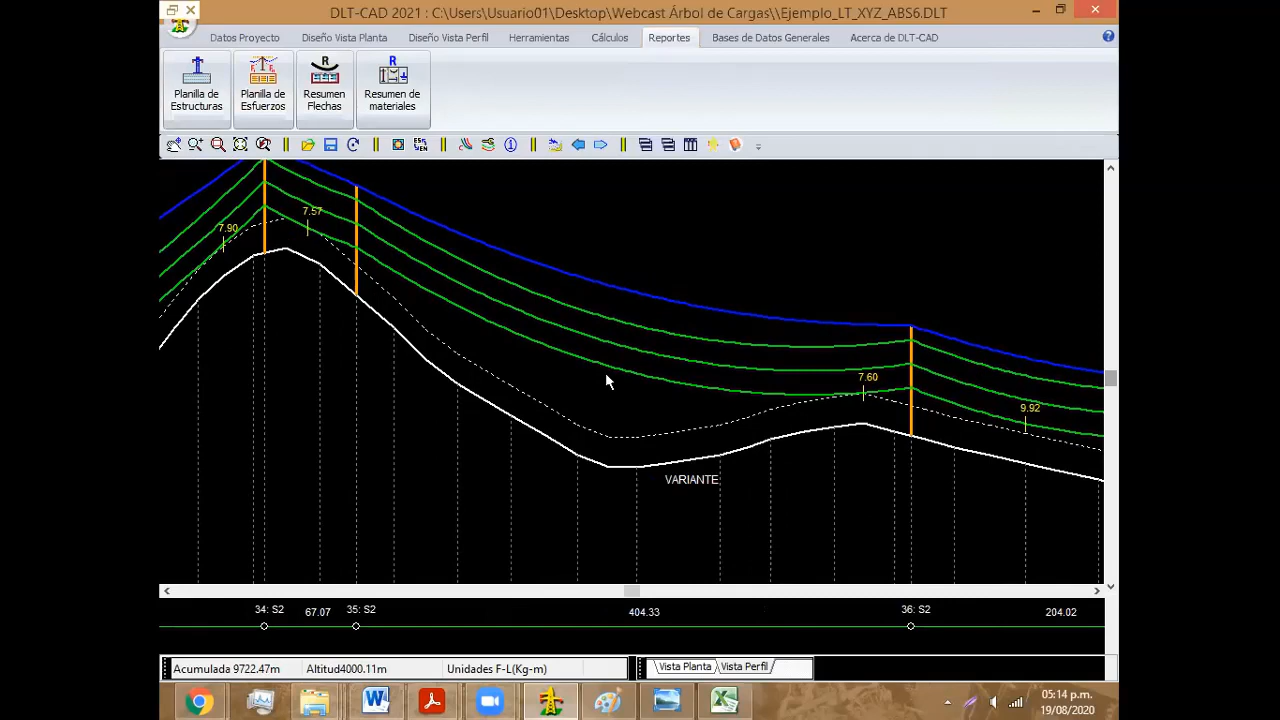 DLT-CAD 2021 : C:\Users\Usuario01\Desktop\Webcast Árbol de Cargas\\Ejemplo_LT_XYZ_ABS6.DLT
Datos Proyecto Diseño Vista Planta Diseño Vista Perfil Herramientas Cálculos Reportes Bases de Datos Generales Acerca de DLT-CAD
Planilla de Estructuras
Planilla de Esfuerzos
Resumen Flechas
Resumen de materiales
7.90
7.57
7.60
9.92
VARIANTE
34: S2 67.07 35: S2 404.33 36: S2 204.02
Acumulada 9722.47m Altitud4000.11m Unidades F-L(Kg-m) Vista Planta Vista Perfil
05:14 p.m.
19/08/2020